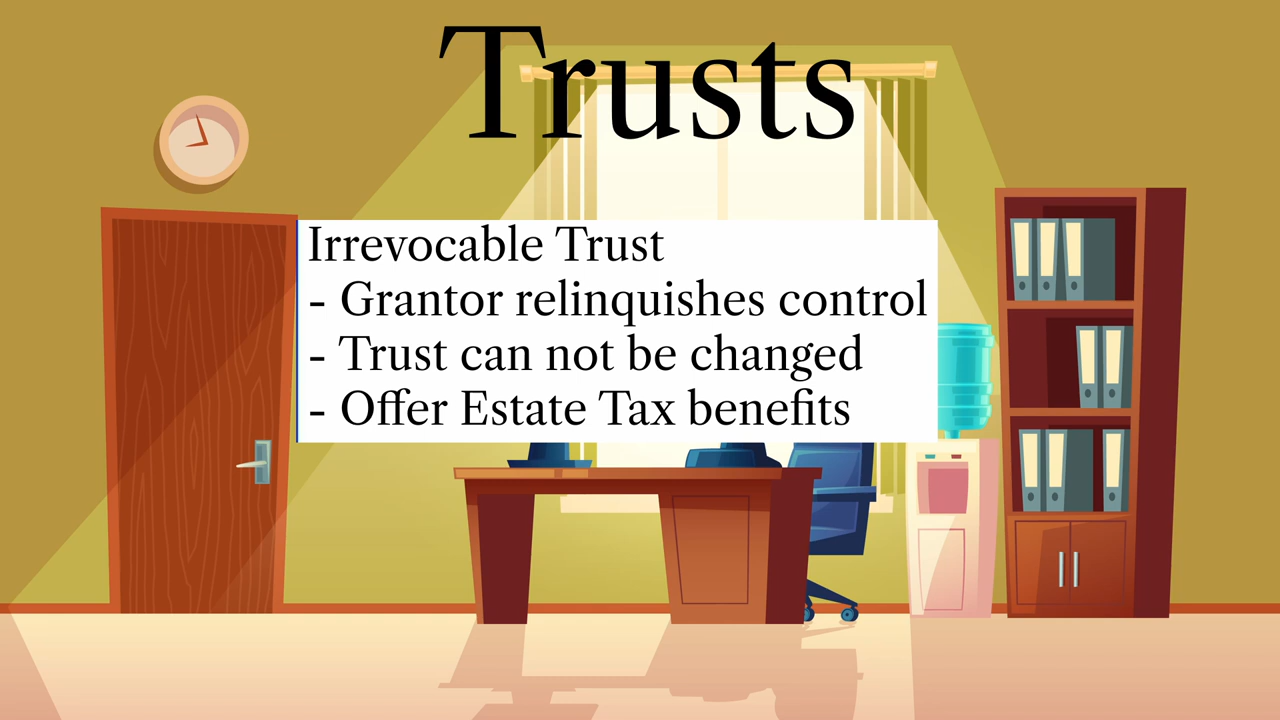 Trusts
Irrevocable Trust
- Grantor relinquishes control
- Trust can not be changed
- Offer Estate Tax benefits